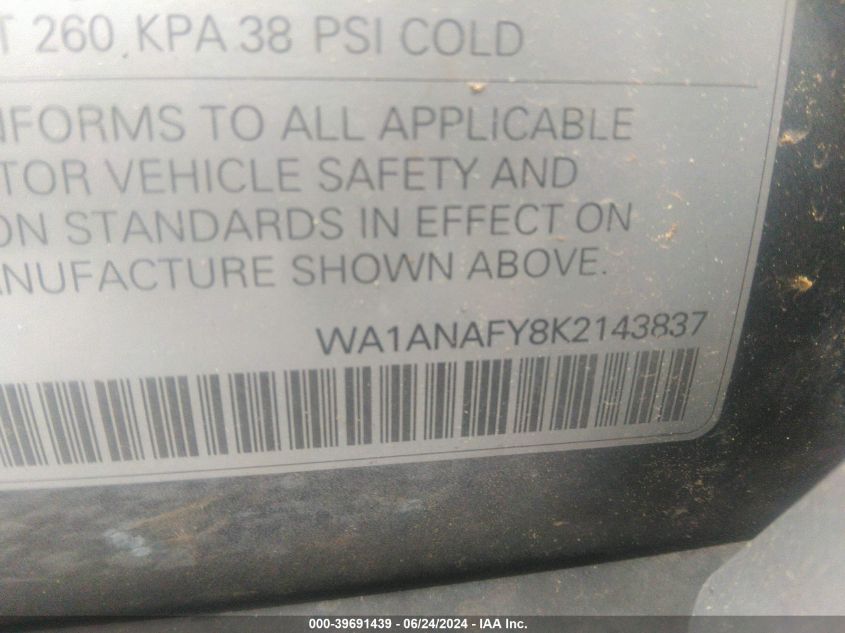 T 260 KPA 38 PSI COLD
NFORMS TO ALL APPLICABLE
TOR VEHICLE SAFETY AND
ON STANDARDS IN EFFECT ON
ANUFACTURE SHOWN ABOVE.
WA1ANAFY8K2143837
000-39691439 - 06/24/2024 - IAA Inc.